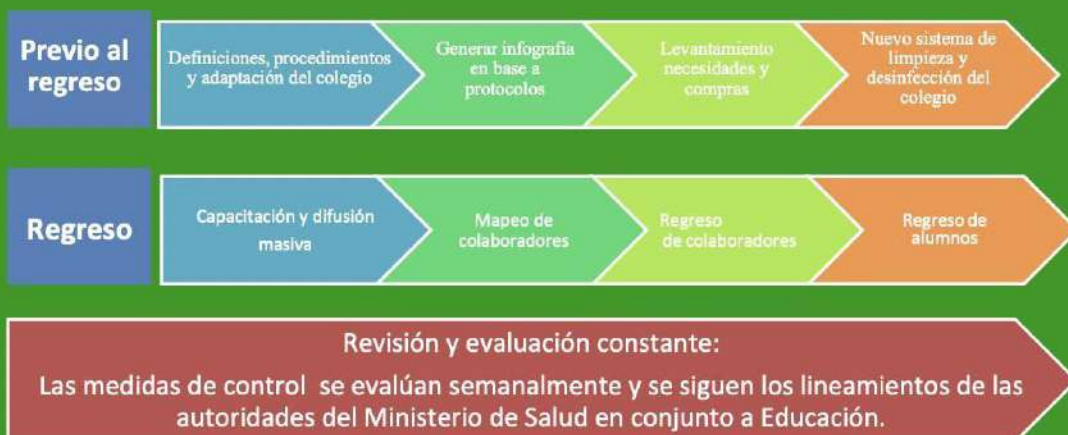 Previo al
regreso
Definiciones, procedimientos
y adaptación del colegio
Generar infografía
en base a
protocolos
Levantamiento
necesidades y
compras
Nuevo sistema de
limpieza y
desinfección del
colegio
Regreso
Capacitación y difusión
masiva
Mapeo de
colaboradores
Regreso
de colaboradores
Regreso de
alumnos
Revisión y evaluación constante:
Las medidas de control se evalúan semanalmente y se siguen los lineamientos de las
autoridades del Ministerio de Salud en conjunto a Educación.